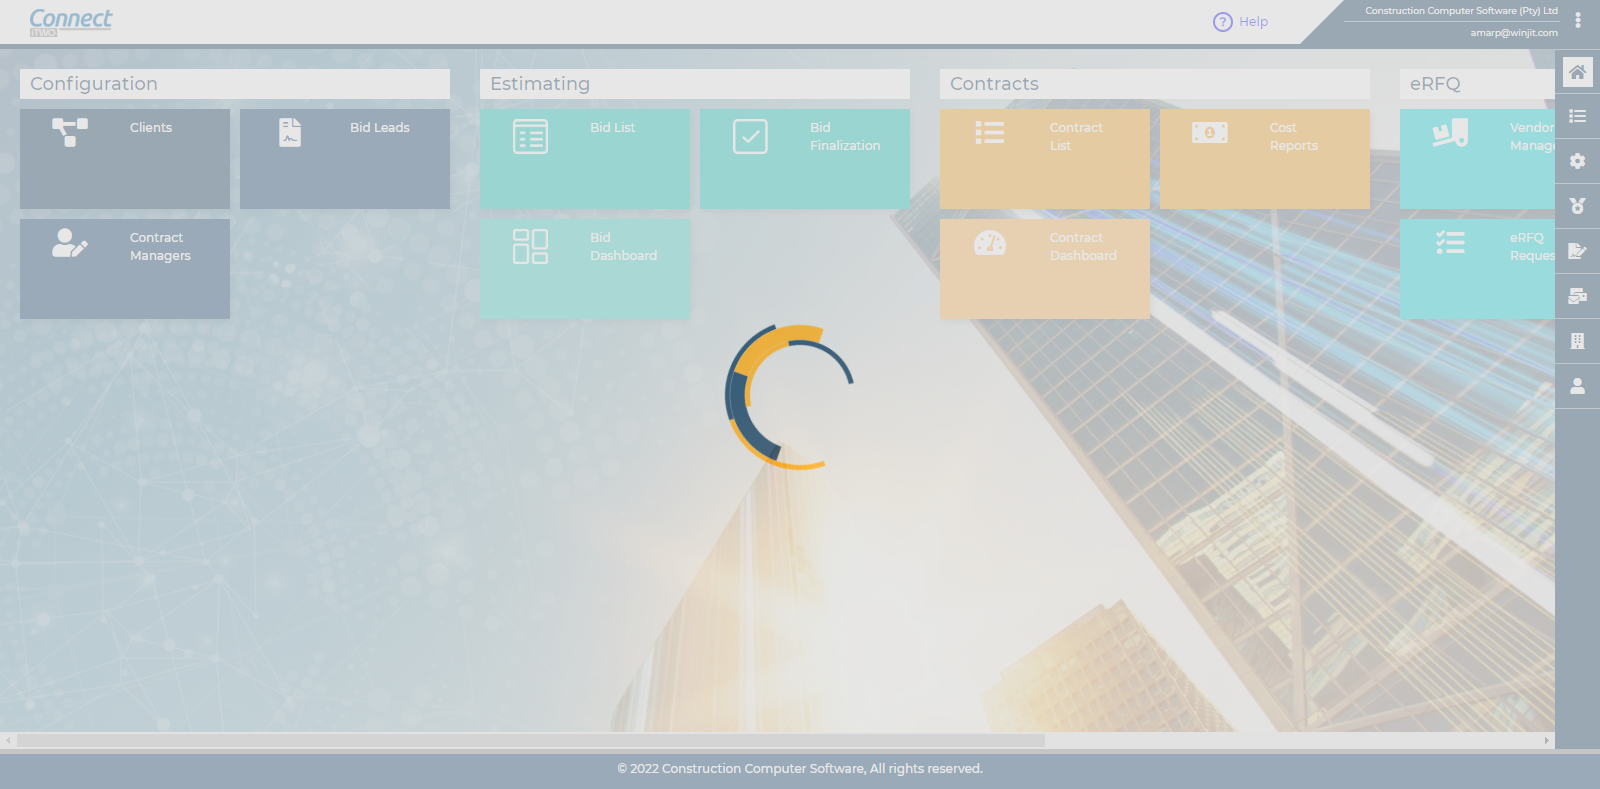 Connect
iTWO
? Help
Construction Computer Software (Pty) Ltd
amarp@winjit.com
Configuration
Clients
Bid Leads
Contract
Managers
Estimating
Bid List
Bid
Finalization
Bid
Dashboard
Contracts
Contract
List
Cost
Reports
Contract
Dashboard
eRFQ
Vendor
Manage
eRFQ
Reques
© 2022 Construction Computer Software, All rights reserved.